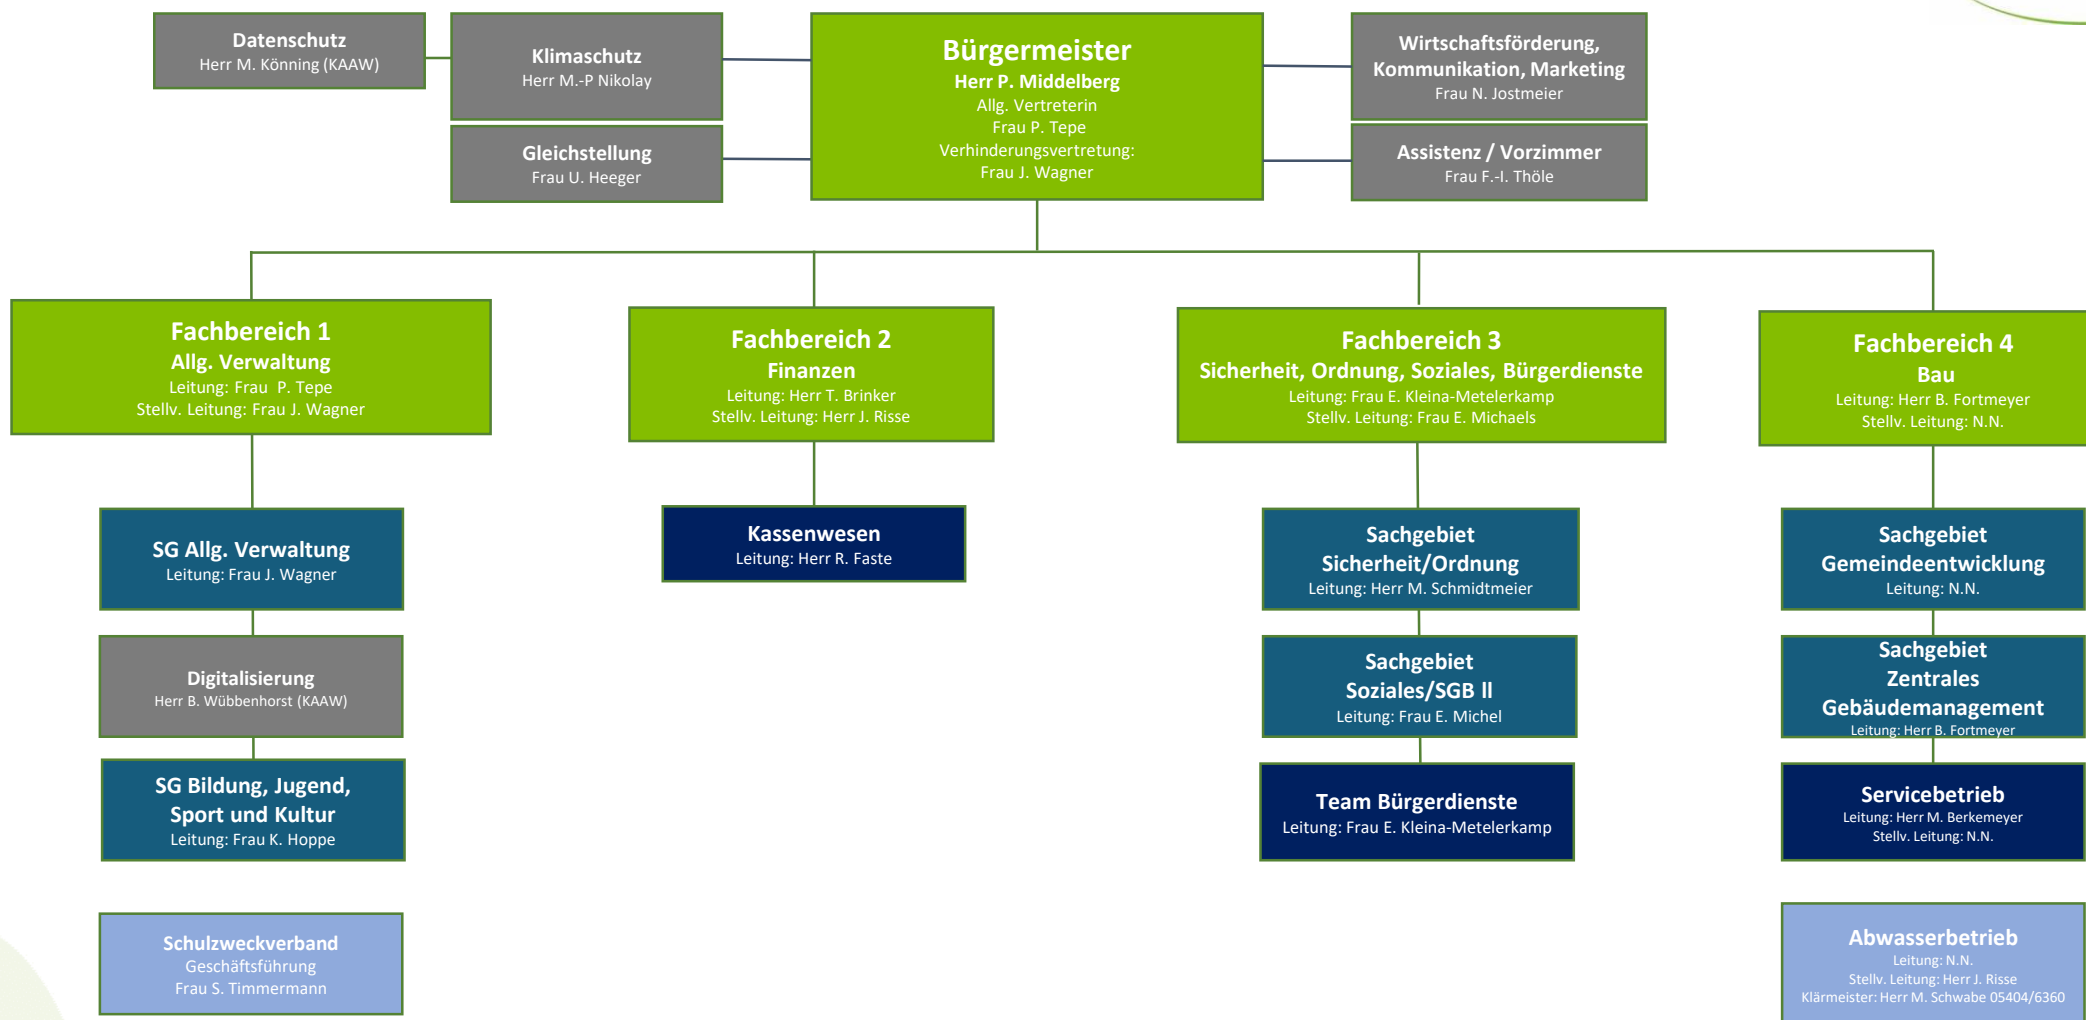 Datenschutz
Herr M. Könning (KAAW)
Klimaschutz
Herr M.-P Nikolay
Gleichstellung
Frau U. Heeger
Bürgermeister
Herr P. Middelberg
Allg. Vertreterin
Frau P. Tepe
Verhinderungsvertretung:
Frau J. Wagner
Wirtschaftsförderung,
Kommunikation, Marketing
Frau N. Jostmeier
Assistenz / Vorzimmer
Frau F.-I. Thöle
Fachbereich 1
Allg. Verwaltung
Leitung: Frau P. Tepe
Stellv. Leitung: Frau J. Wagner
SG Allg. Verwaltung
Leitung: Frau J. Wagner
Digitalisierung
Herr B. Wübbenhorst (KAAW)
SG Bildung, Jugend,
Sport und Kultur
Leitung: Frau K. Hoppe
Schulzweckverband
Geschäftsführung
Frau S. Timmermann
Fachbereich 2
Finanzen
Leitung: Herr T. Brinker
Stellv. Leitung: Herr J. Risse
Kassenwesen
Leitung: Herr R. Faste
Fachbereich 3
Sicherheit, Ordnung, Soziales, Bürgerdienste
Leitung: Frau E. Kleina-Metelerkamp
Stellv. Leitung: Frau E. Michaels
Sachgebiet
Sicherheit/Ordnung
Leitung: Herr M. Schmidtmeier
Sachgebiet
Soziales/SGB ll
Leitung: Frau E. Michel
Team Bürgerdienste
Leitung: Frau E. Kleina-Metelerkamp
Fachbereich 4
Bau
Leitung: Herr B. Fortmeyer
Stellv. Leitung: N.N.
Sachgebiet
Gemeindeentwicklung
Leitung: N.N.
Sachgebiet
Zentrales
Gebäudemanagement
Leitung: Herr B. Fortmeyer
Servicebetrieb
Leitung: Herr M. Berkemeyer
Stellv. Leitung: N.N.
Abwasserbetrieb
Leitung: N.N.
Stellv. Leitung: Herr J. Risse
Klärmeister: Herr M. Schwabe 05404/6360